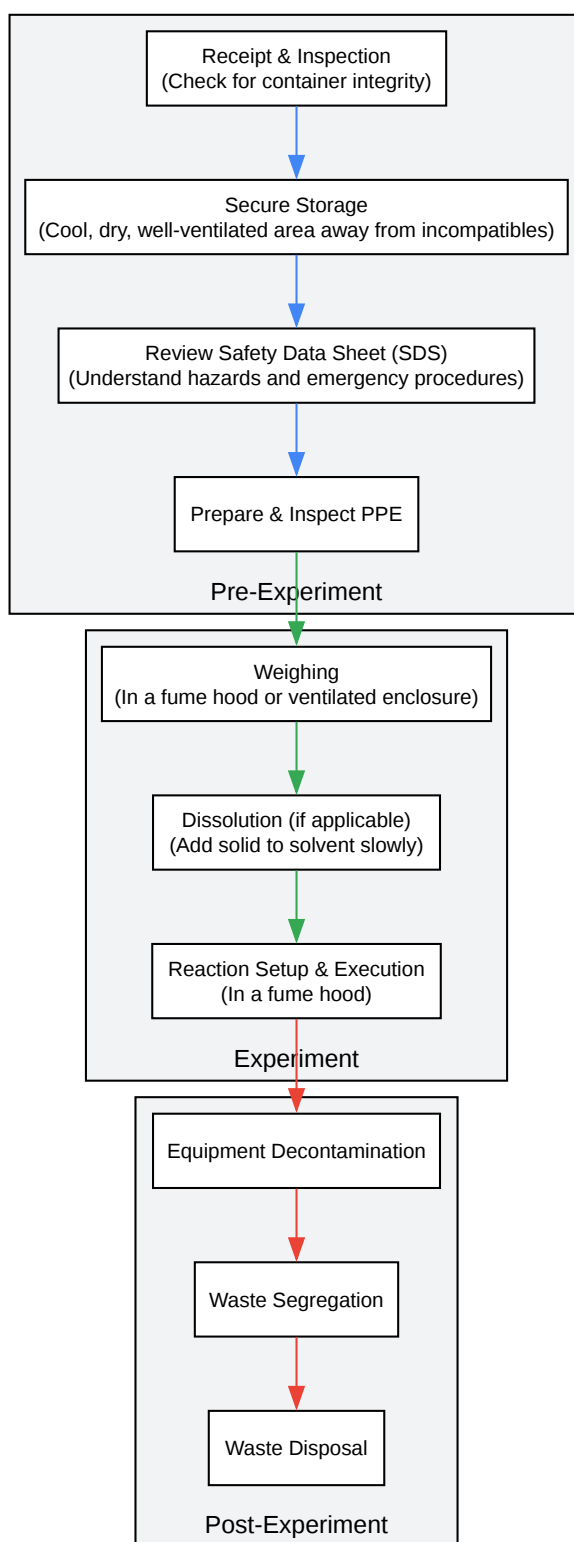 Receipt & Inspection
(Check for container integrity)
Secure Storage
(Cool, dry, well-ventilated area away from incompatibles)
Review Safety Data Sheet (SDS)
(Understand hazards and emergency procedures)
Prepare & Inspect PPE
Pre-Experiment
Weighing
(In a fume hood or ventilated enclosure)
Dissolution (if applicable)
(Add solid to solvent slowly)
Reaction Setup & Execution
(In a fume hood)
Experiment
Equipment Decontamination
Waste Segregation
Waste Disposal
Post-Experiment